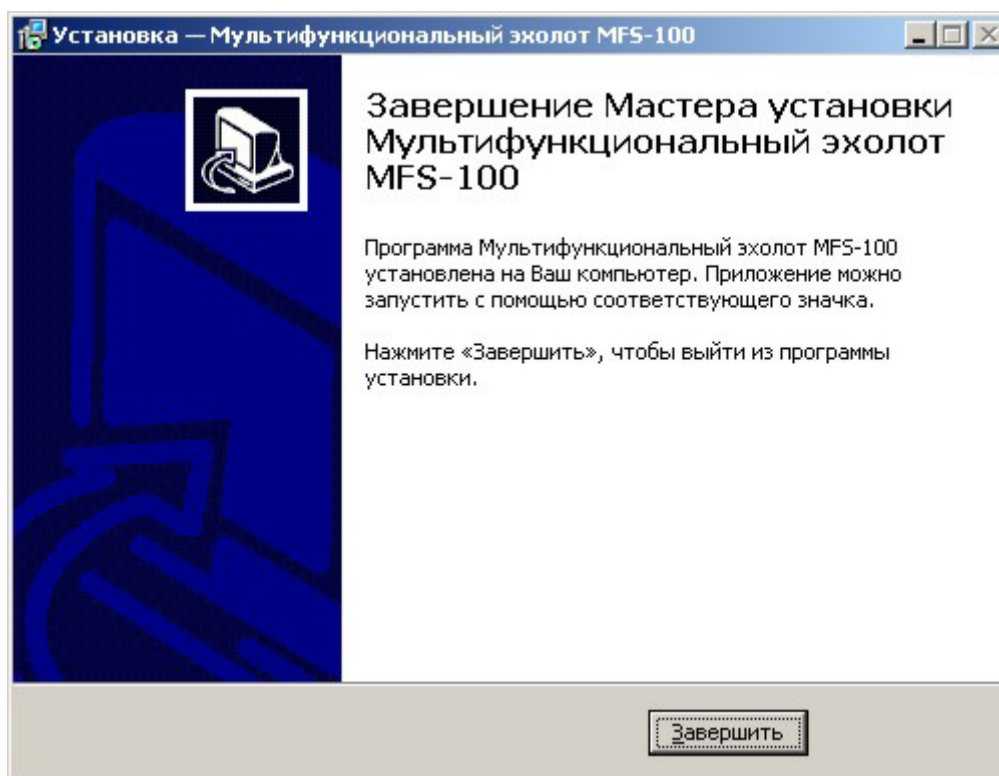 Установка — Мультифункциональный эхолот MFS-100
Завершение Мастера установки
Мультифункциональный эхолот
MFS-100
Программа Мультифункциональный эхолот MFS-100
установлена на Ваш компьютер. Приложение можно
запустить с помощью соответствующего значка.
Нажмите «Завершить», чтобы выйти из программы
установки.
Завершить